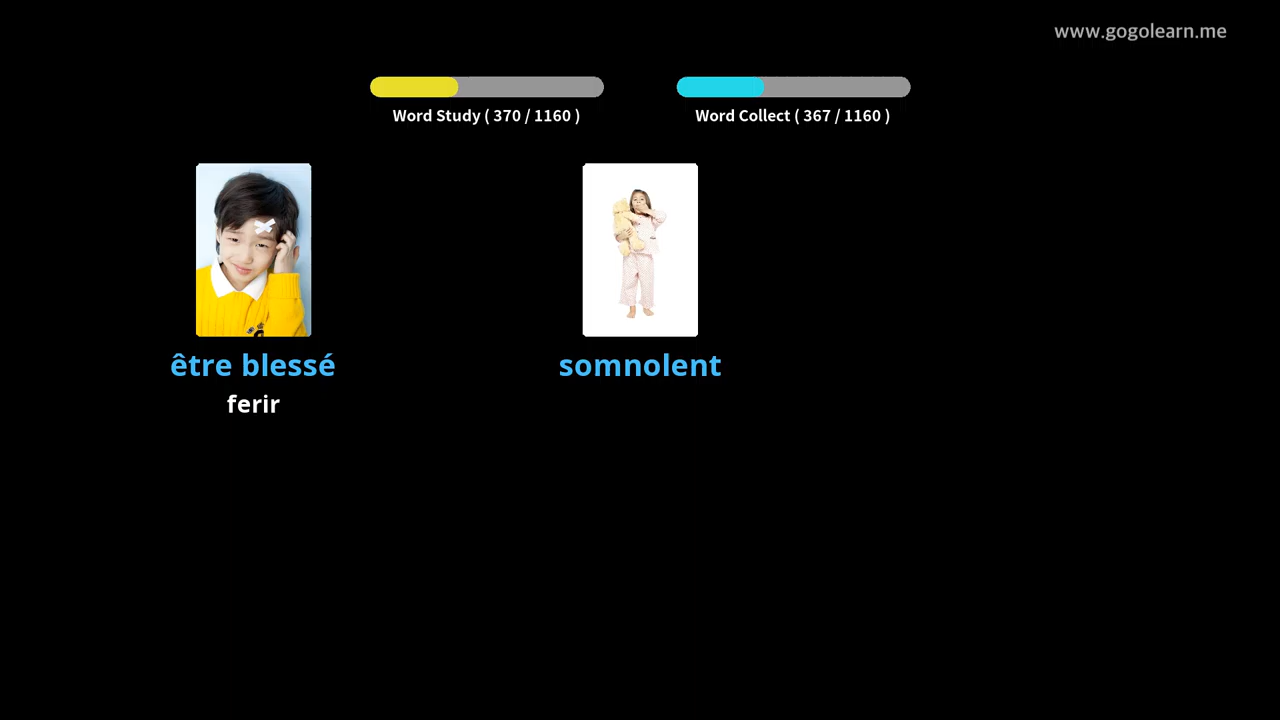 www.gogolearn.me
Word Study ( 370 / 1160 )
Word Collect ( 367 / 1160 )
être blessé
somnolent
ferir